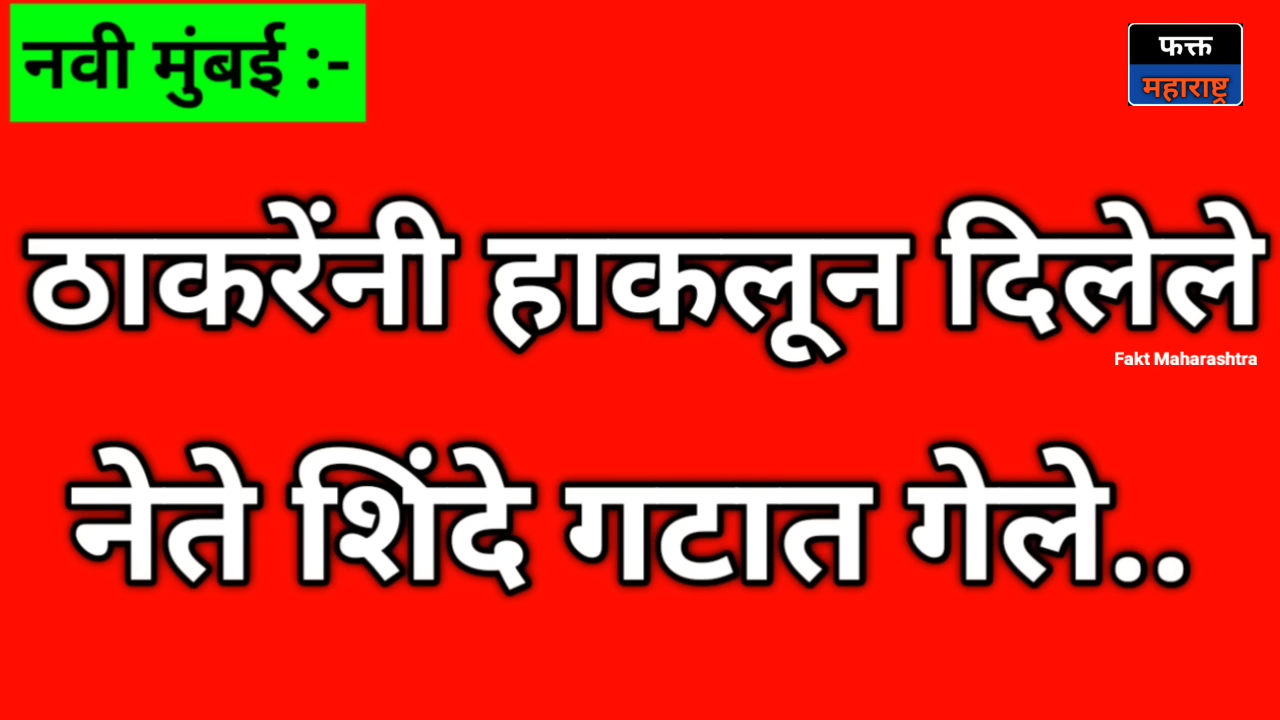 नवी मुंबई :-
फक्त
महाराष्ट्र
ठाकरेंनी हाकलून दिलेले
Fakt Maharashtra
नेते शिंदे गटात गेले..